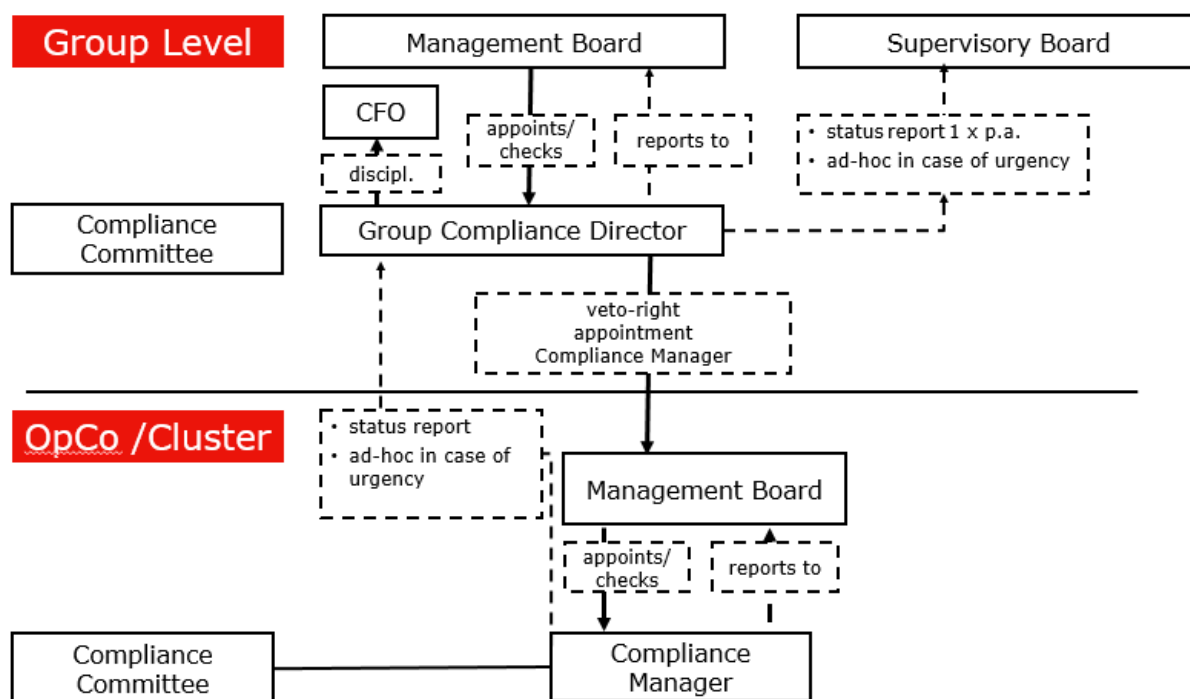 Group Level
Management Board
Supervisory Board
CFO
appoints/
checks
reports to
• status report 1 x p.a.
• ad-hoc in case of urgency
discipl.
Compliance
Committee
Group Compliance Director
veto-right
appointment
Compliance Manager
OpCo /Cluster
• status report
• ad-hoc in case of
urgency
Management Board
appoints/
checks
reports to
Compliance
Committee
Compliance
Manager